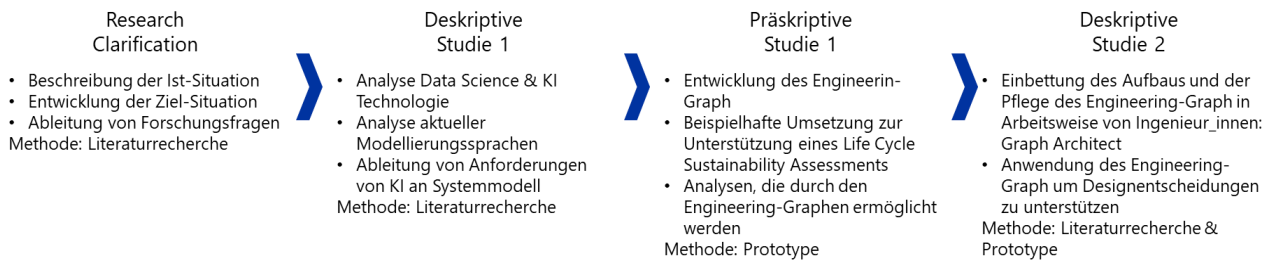 Research
Clarification
• Beschreibung der Ist-Situation
• Entwicklung der Ziel-Situation
• Ableitung von Forschungsfragen
Methode: Literaturrecherche
Deskriptive
Studie 1
• Analyse Data Science & KI
Technologie
• Analyse aktueller
Modellierungssprachen
• Ableitung von Anforderungen
von KI an Systemmodell
Methode: Literaturrecherche
Präskriptive
Studie 1
• Entwicklung des Engineerin-
Graph
• Beispielhafte Umsetzung zur
Unterstützung eines Life Cycle
Sustainability Assessments
• Analysen, die durch den
Engineering-Graphen ermöglicht
werden
Methode: Prototype
Deskriptive
Studie 2
• Einbettung des Aufbaus und der
Pflege des Engineering-Graph in
Arbeitsweise von Ingenieur_innen:
Graph Architect
• Anwendung des Engineering-
Graph um Designentscheidungen
zu unterstützen
Methode: Literaturrecherche &
Prototype